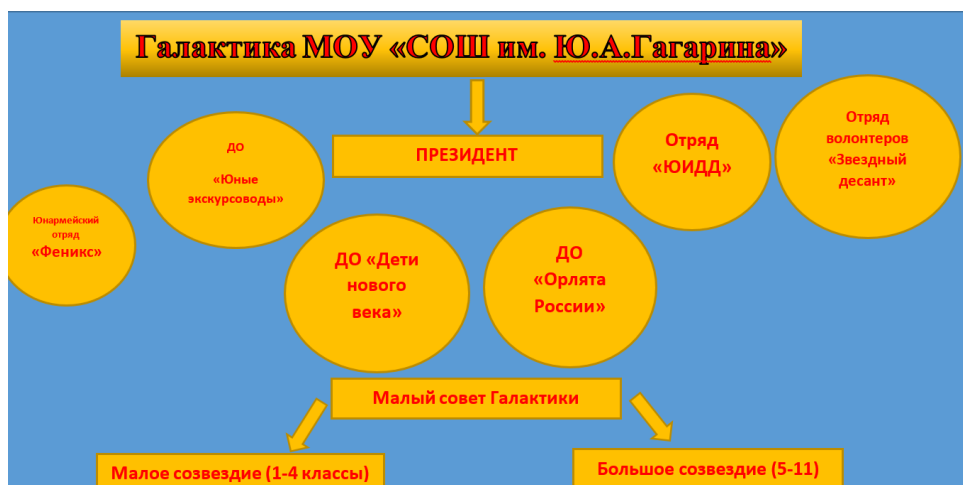 Галактика МОУ «СОШ им. Ю.А.Гагарина»
ПРЕЗИДЕНТ
Юнармейский
отряд
«Феникс»
ДО
«Юные
экскурсоводы»
Отряд
«ЮИДД»
Отряд
волонтеров
«Звездный
десант»
ДО «Дети
нового
века»
ДО
«Орлята
России»
Малый совет Галактики
Малое созвездие (1-4 классы)
Большое созвездие (5-11)